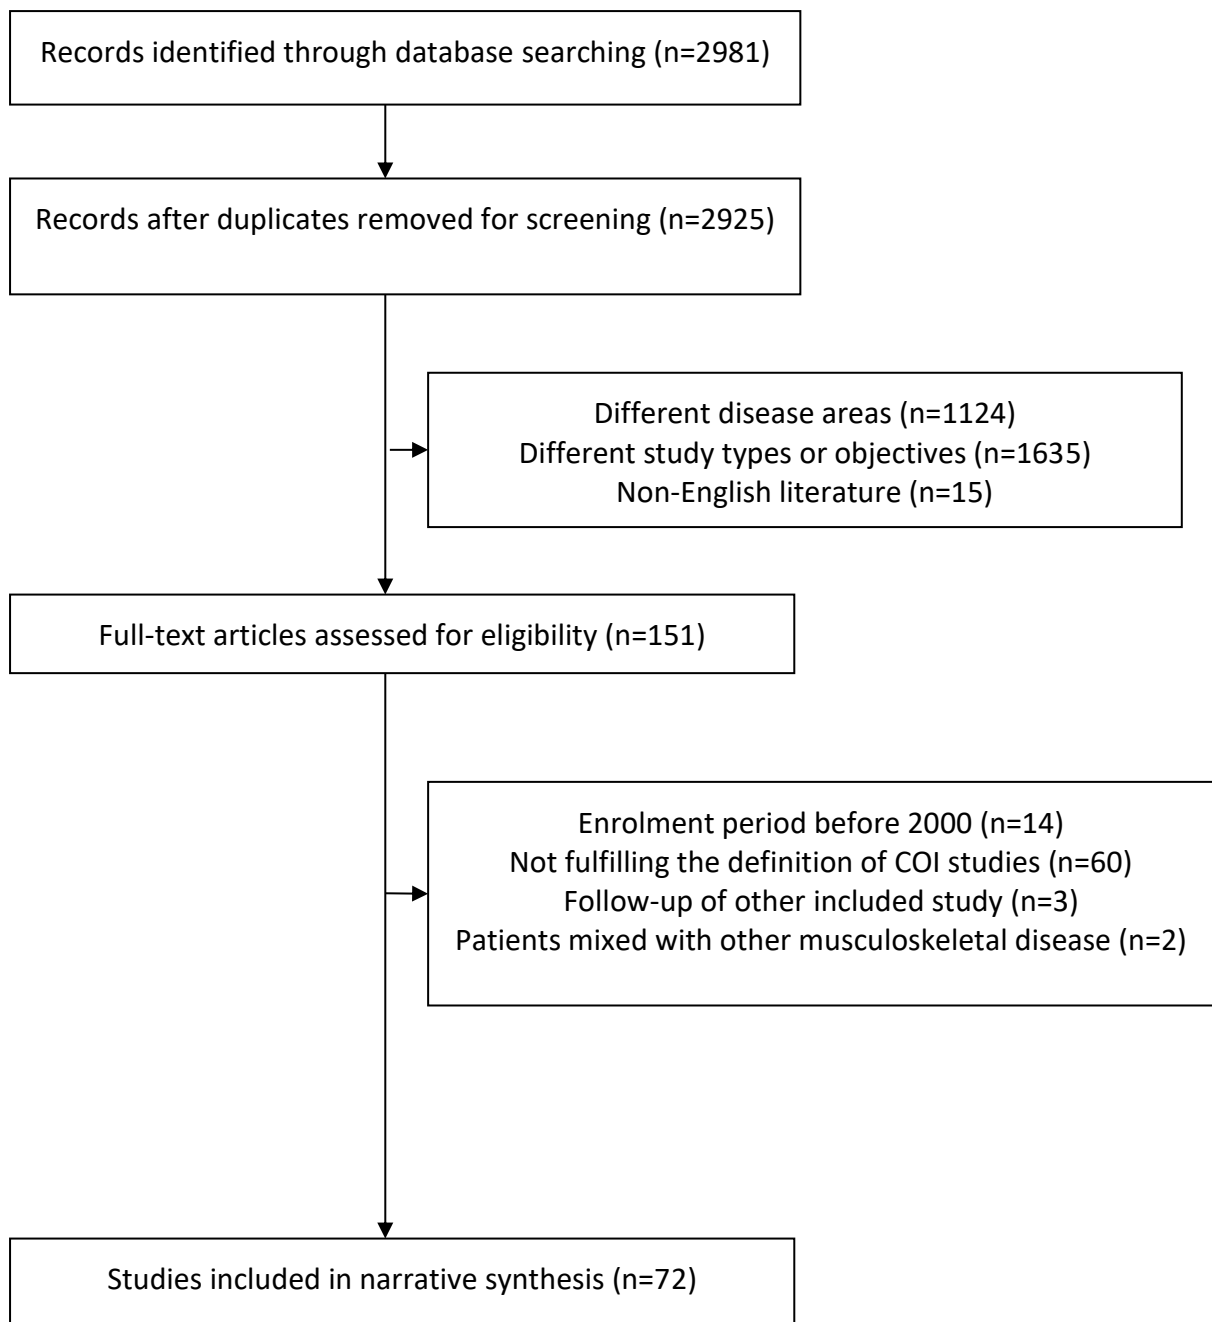 Records identified through database searching (n=2981)
Records after duplicates removed for screening (n=2925)
Different disease areas (n=1124)
Different study types or objectives (n=1635)
Non-English literature (n=15)
Full-text articles assessed for eligibility (n=151)
Enrolment period before 2000 (n=14)
Not fulfilling the definition of COI studies (n=60)
Follow-up of other included study (n=3)
Patients mixed with other musculoskeletal disease (n=2)
Studies included in narrative synthesis (n=72)